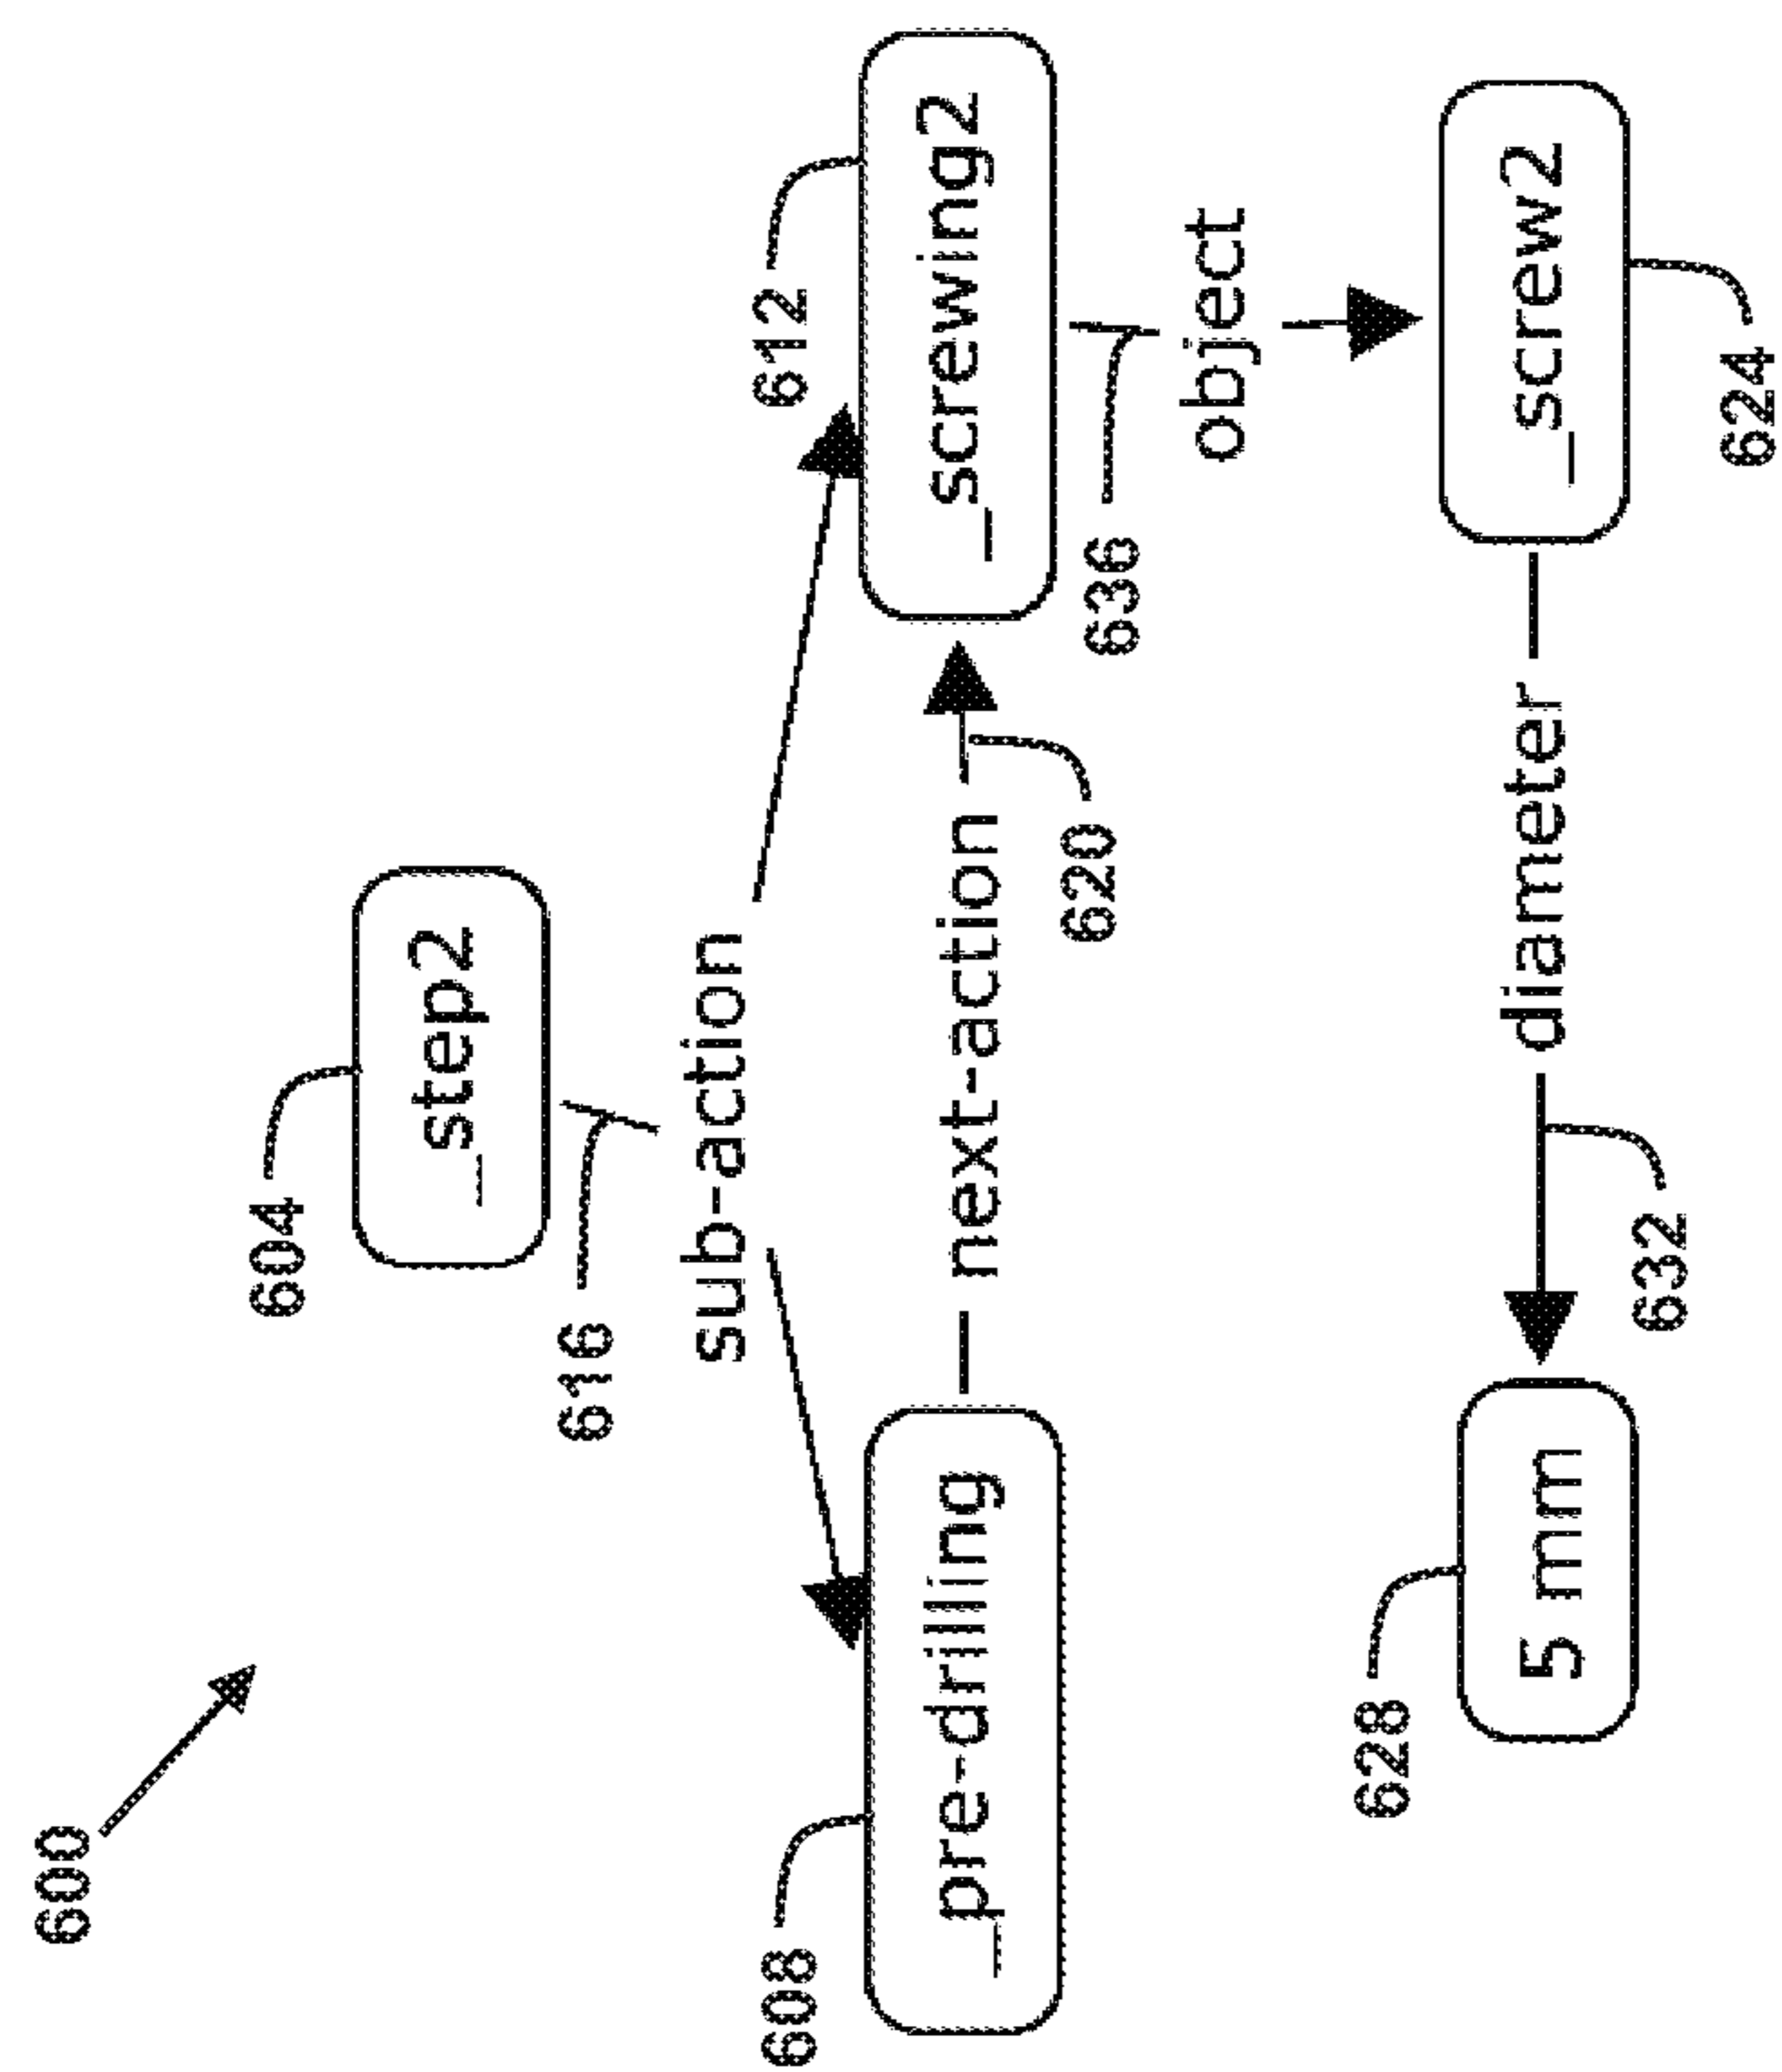 600
604
_step2
616
sub-action
608
612
_pre-drilling
next-action
_screwing2
620
636
object
628
5 mm
diameter
_screw2
632
624